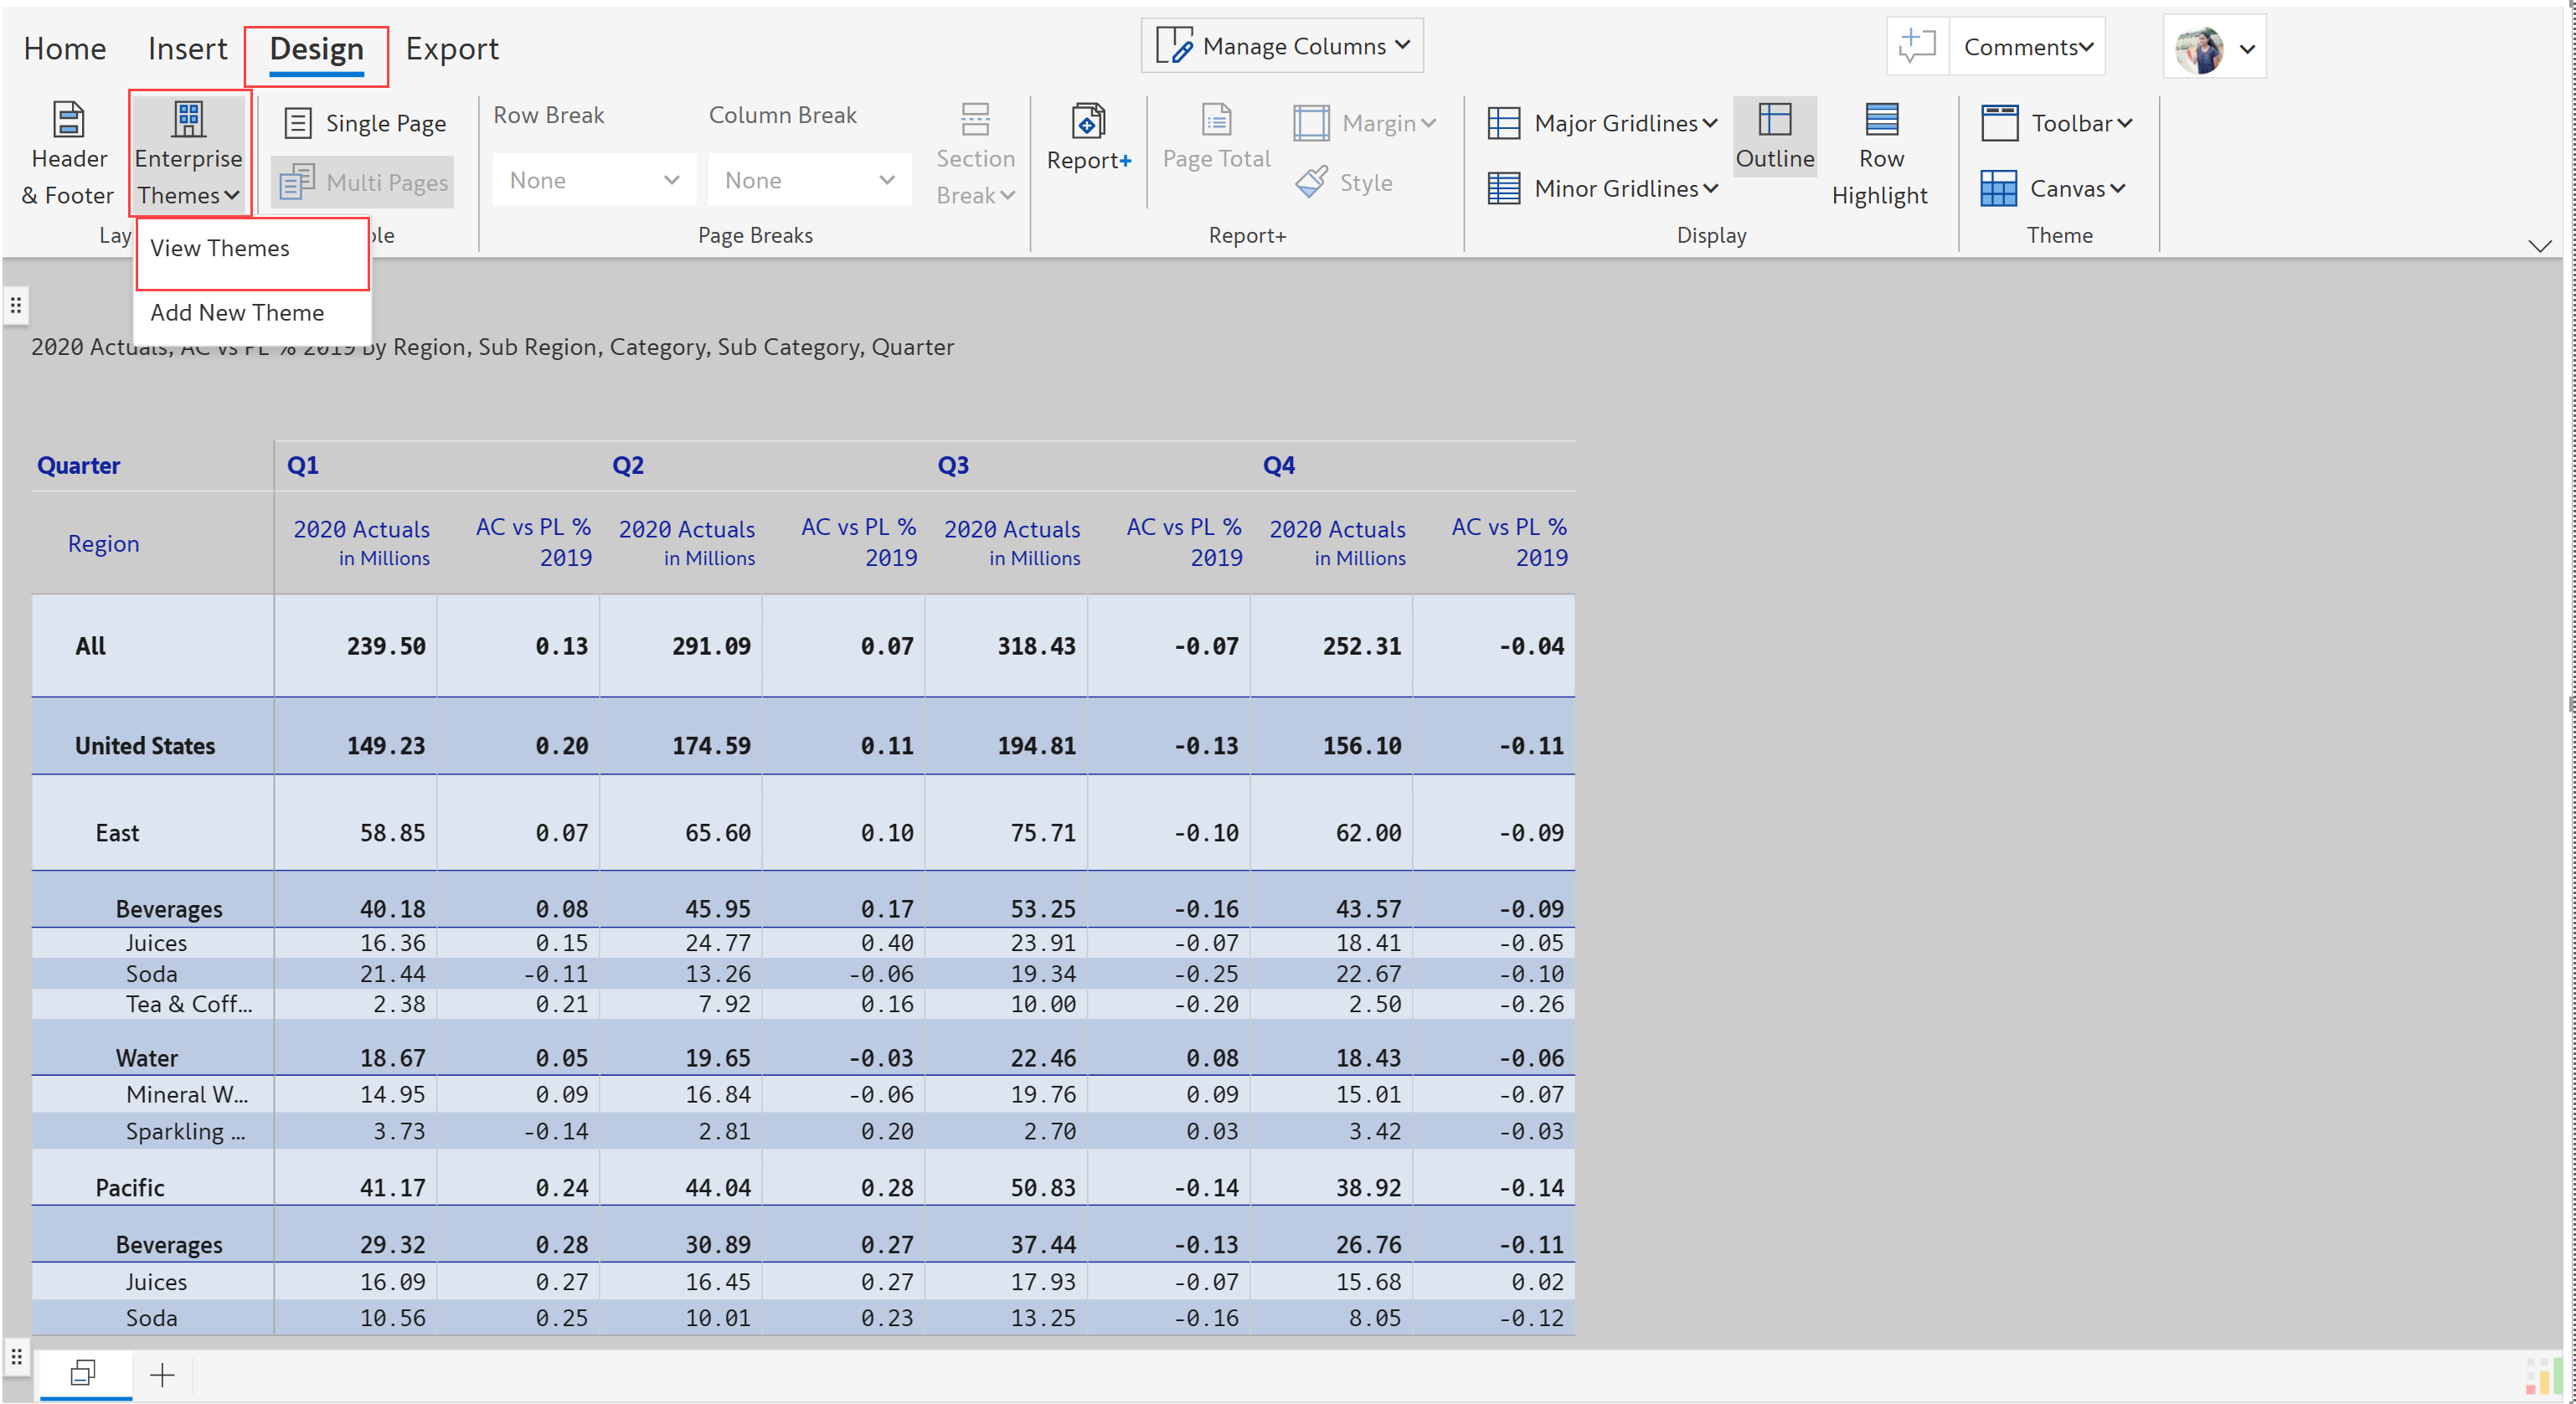 Home Insert Design Export Manage Columns Comments
Header & Footer
Enterprise Themes
Single Page
Multi Pages
Row Break
None
Column Break
None
Section Break
Page Breaks
Report+
Page Total
Margin
Style
Report+
Major Gridlines
Minor Gridlines
Outline
Row Highlight
Display
Toolbar
Canvas
Theme
Lay
ble
View Themes
Add New Theme
2020 Actuals, AC vs PL % 2019 by Region, Sub Region, Category, Sub Category, Quarter
Quarter Q1 Q2 Q3 Q4
Region 2020 Actuals in Millions AC vs PL % 2019 2020 Actuals in Millions AC vs PL % 2019 2020 Actuals in Millions AC vs PL % 2019 2020 Actuals in Millions AC vs PL % 2019
All 239.50 0.13 291.09 0.07 318.43 -0.07 252.31 -0.04
United States 149.23 0.20 174.59 0.11 194.81 -0.13 156.10 -0.11
East 58.85 0.07 65.60 0.10 75.71 -0.10 62.00 -0.09
Beverages 40.18 0.08 45.95 0.17 53.25 -0.16 43.57 -0.09
Juices 16.36 0.15 24.77 0.40 23.91 -0.07 18.41 -0.05
Soda 21.44 -0.11 13.26 -0.06 19.34 -0.25 22.67 -0.10
Tea & Coff... 2.38 0.21 7.92 0.16 10.00 -0.20 2.50 -0.26
Water 18.67 0.05 19.65 -0.03 22.46 0.08 18.43 -0.06
Mineral W... 14.95 0.09 16.84 -0.06 19.76 0.09 15.01 -0.07
Sparkling ... 3.73 -0.14 2.81 0.20 2.70 0.03 3.42 -0.03
Pacific 41.17 0.24 44.04 0.28 50.83 -0.14 38.92 -0.14
Beverages 29.32 0.28 30.89 0.27 37.44 -0.13 26.76 -0.11
Juices 16.09 0.27 16.45 0.27 17.93 -0.07 15.68 0.02
Soda 10.56 0.25 10.01 0.23 13.25 -0.16 8.05 -0.12